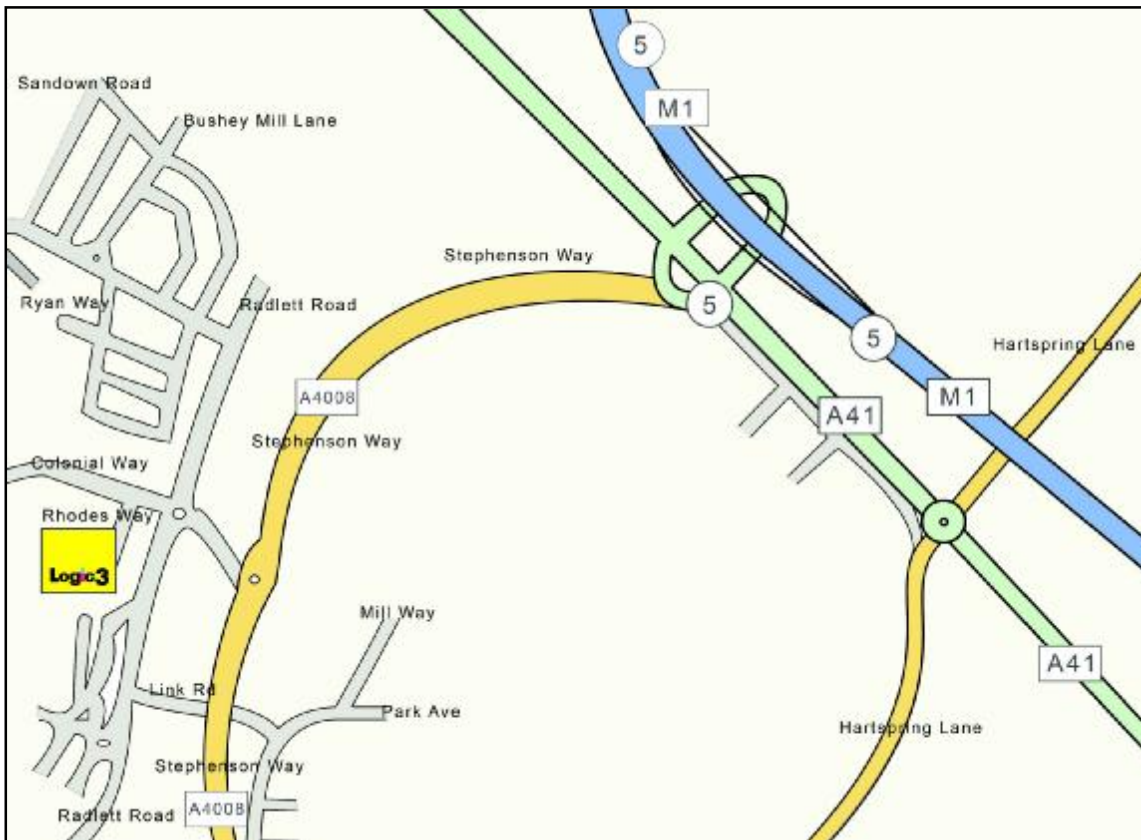 5
M1
Sandown Road
Bushey Mill Lane
Stephenson Way
Ryan Way
Radlett Road
5
5
Hartspring Lane
A4008
M1
A41
Stephenson Way
Colonial Way
Rhodes Way
Logic3
Mill Way
A41
Link Rd
Park Ave
Hartspring Lane
Stephenson Way
A4008
Radlett Road